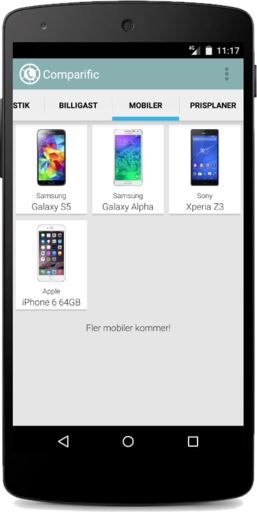 4G 11:17
Comparific
STIK BILLIGAST MOBILER PRISPLANER
Samsung
Galaxy S5
Samsung
Galaxy Alpha
Sony
Xperia Z3
Apple
iPhone 6 64GB
Fler mobiler kommer!